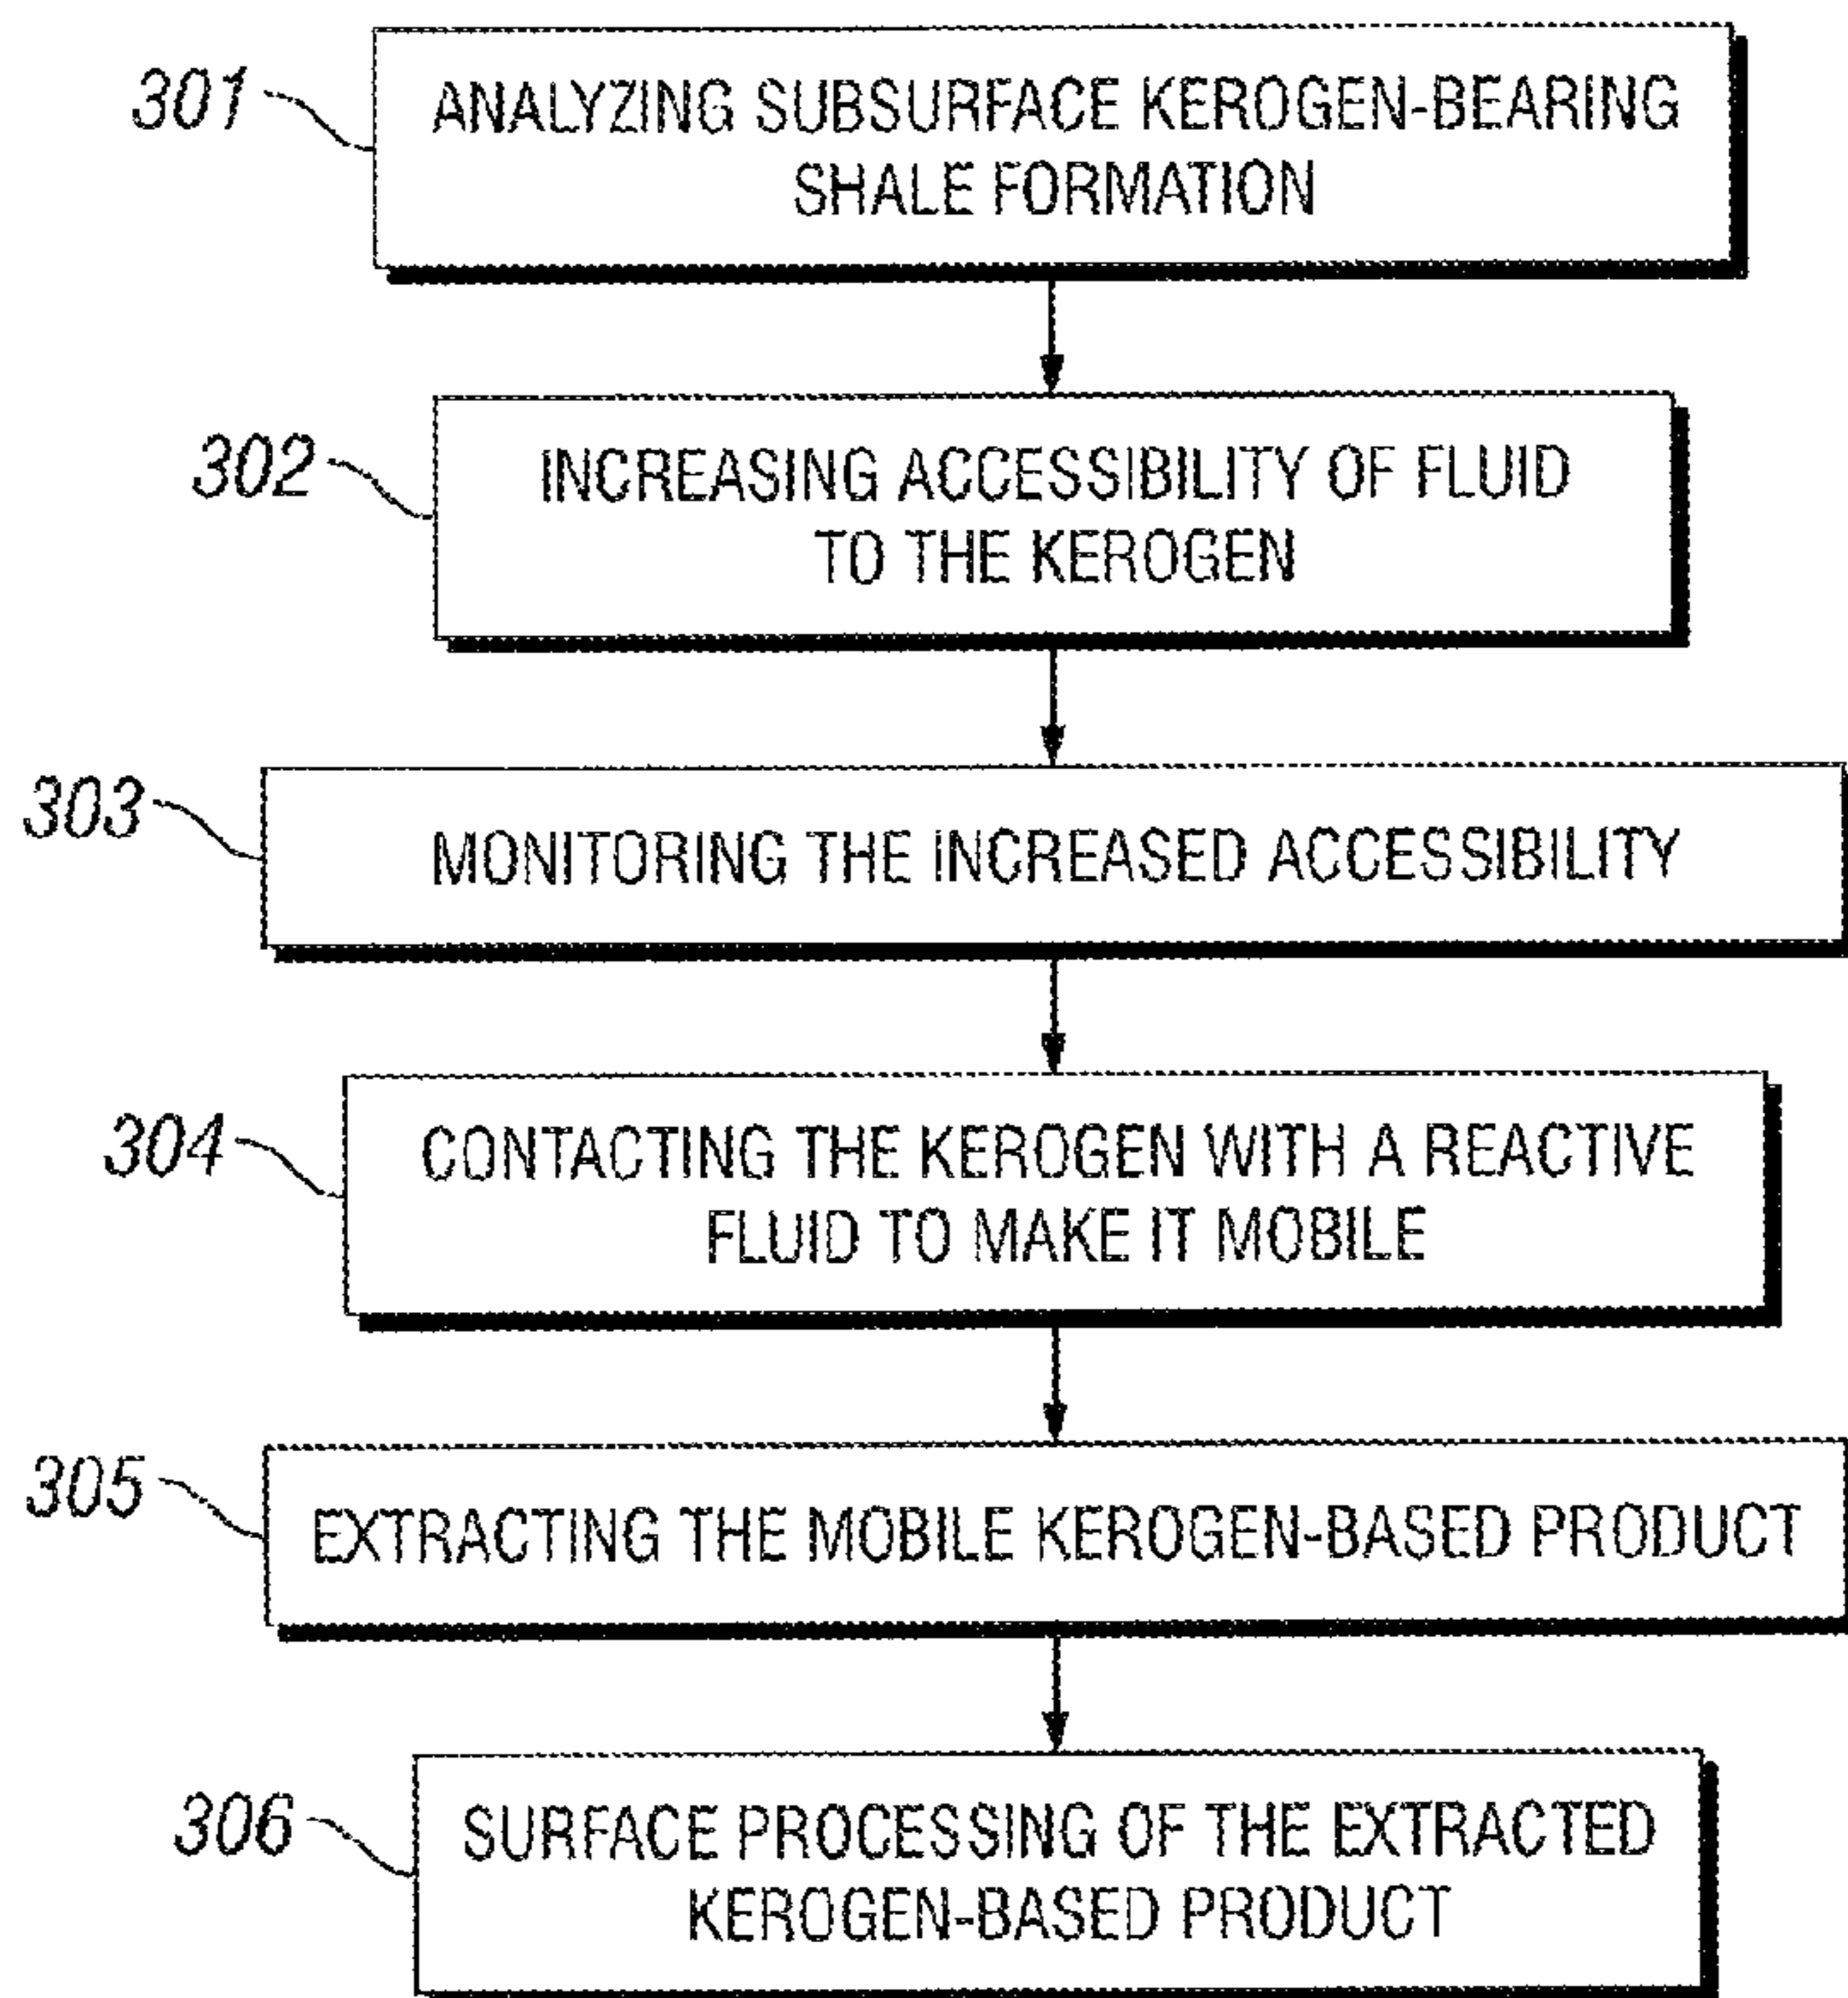 301
ANALYZING SUBSURFACE KEROGEN-BEARING
SHALE FORMATION
302
INCREASING ACCESSIBILITY OF FLUID
TO THE KEROGEN
303
MONITORING THE INCREASED ACCESSIBILITY
304
CONTACTING THE KEROGEN WITH A REACTIVE
FLUID TO MAKE IT MOBILE
305
EXTRACTING THE MOBILE KEROGEN-BASED PRODUCT
306
SURFACE PROCESSING OF THE EXTRACTED
KEROGEN-BASED PRODUCT